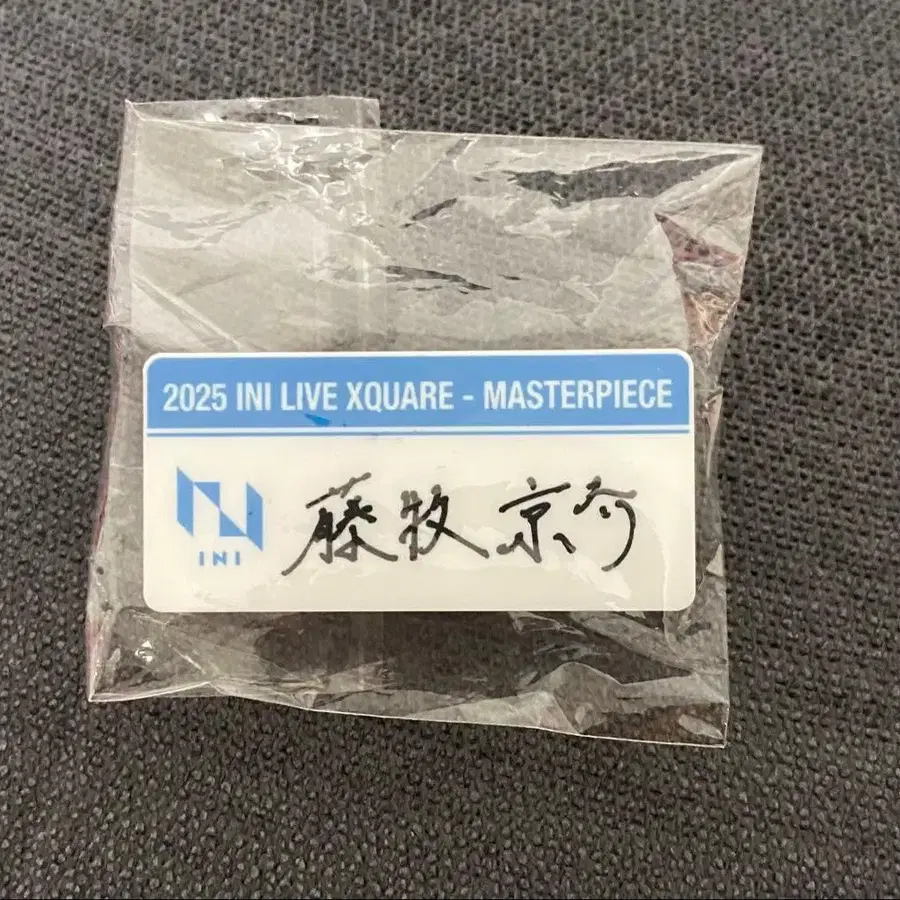 2025 INI LIVE XQUARE - MASTERPIECE
INI
藤牧 京介